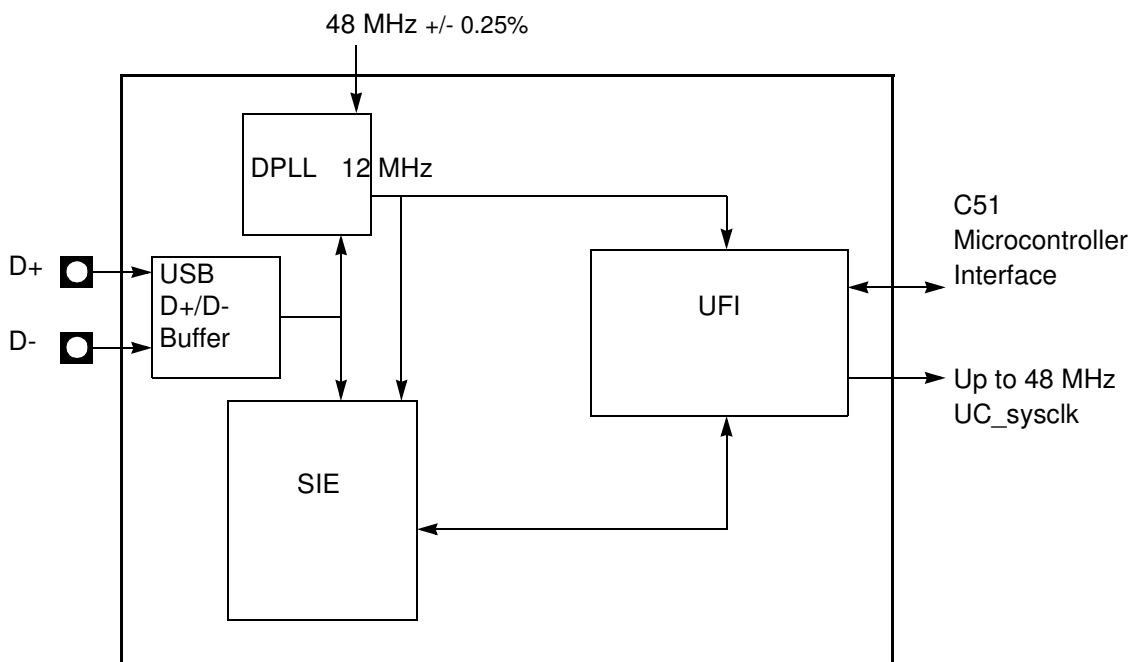 48 MHz +/- 0.25%
DPLL 12 MHz
C51
Microcontroller
Interface
D+
USB
D+/D-
Buffer
UFI
D-
Up to 48 MHz
UC_sysclk
SIE